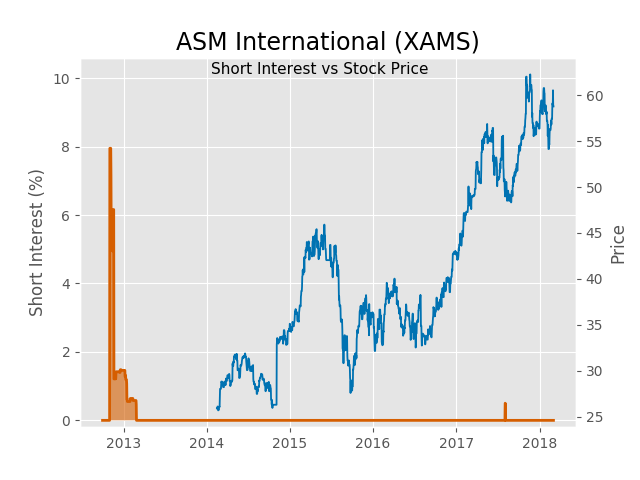 ASM International (XAMS)
Short Interest vs Stock Price
Short Interest (%)
10
8
6
4
2
0
60
55
50
45
40
35
30
25
Price
2013 2014 2015 2016 2017 2018